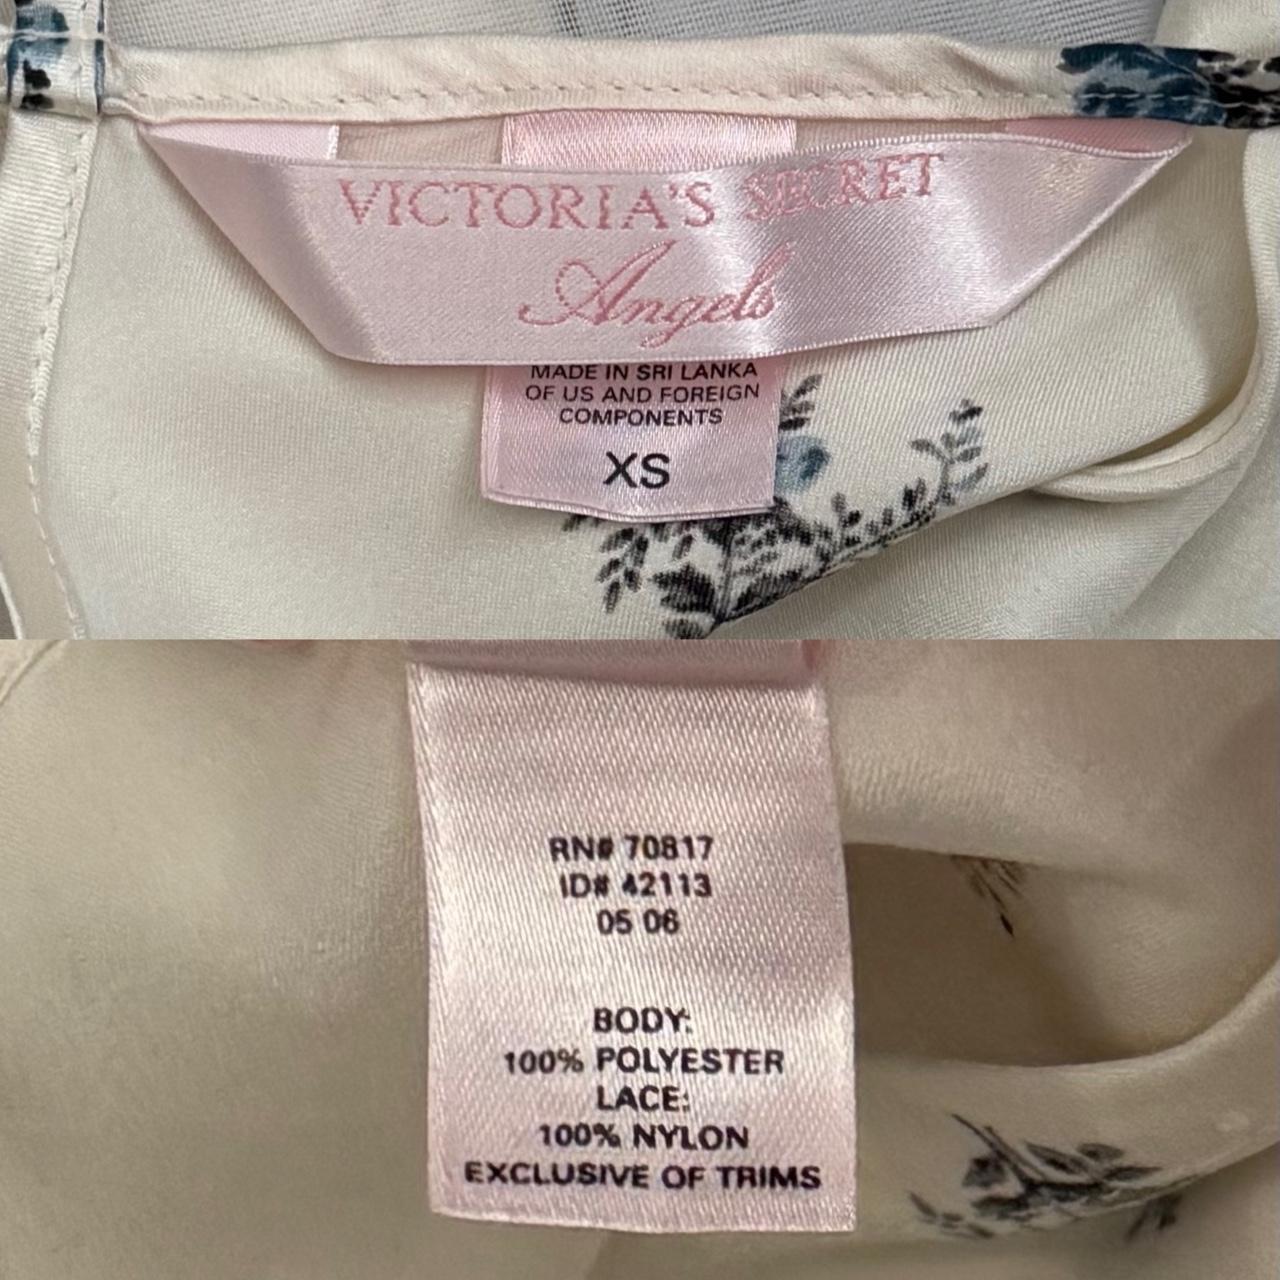 VICTORIA'S SECRET
Angels
MADE IN SRI LANKA
OF US AND FOREIGN
COMPONENTS
XS
RN# 70817
ID# 42113
05 06
BODY:
100% POLYESTER
LACE:
100% NYLON
EXCLUSIVE OF TRIMS